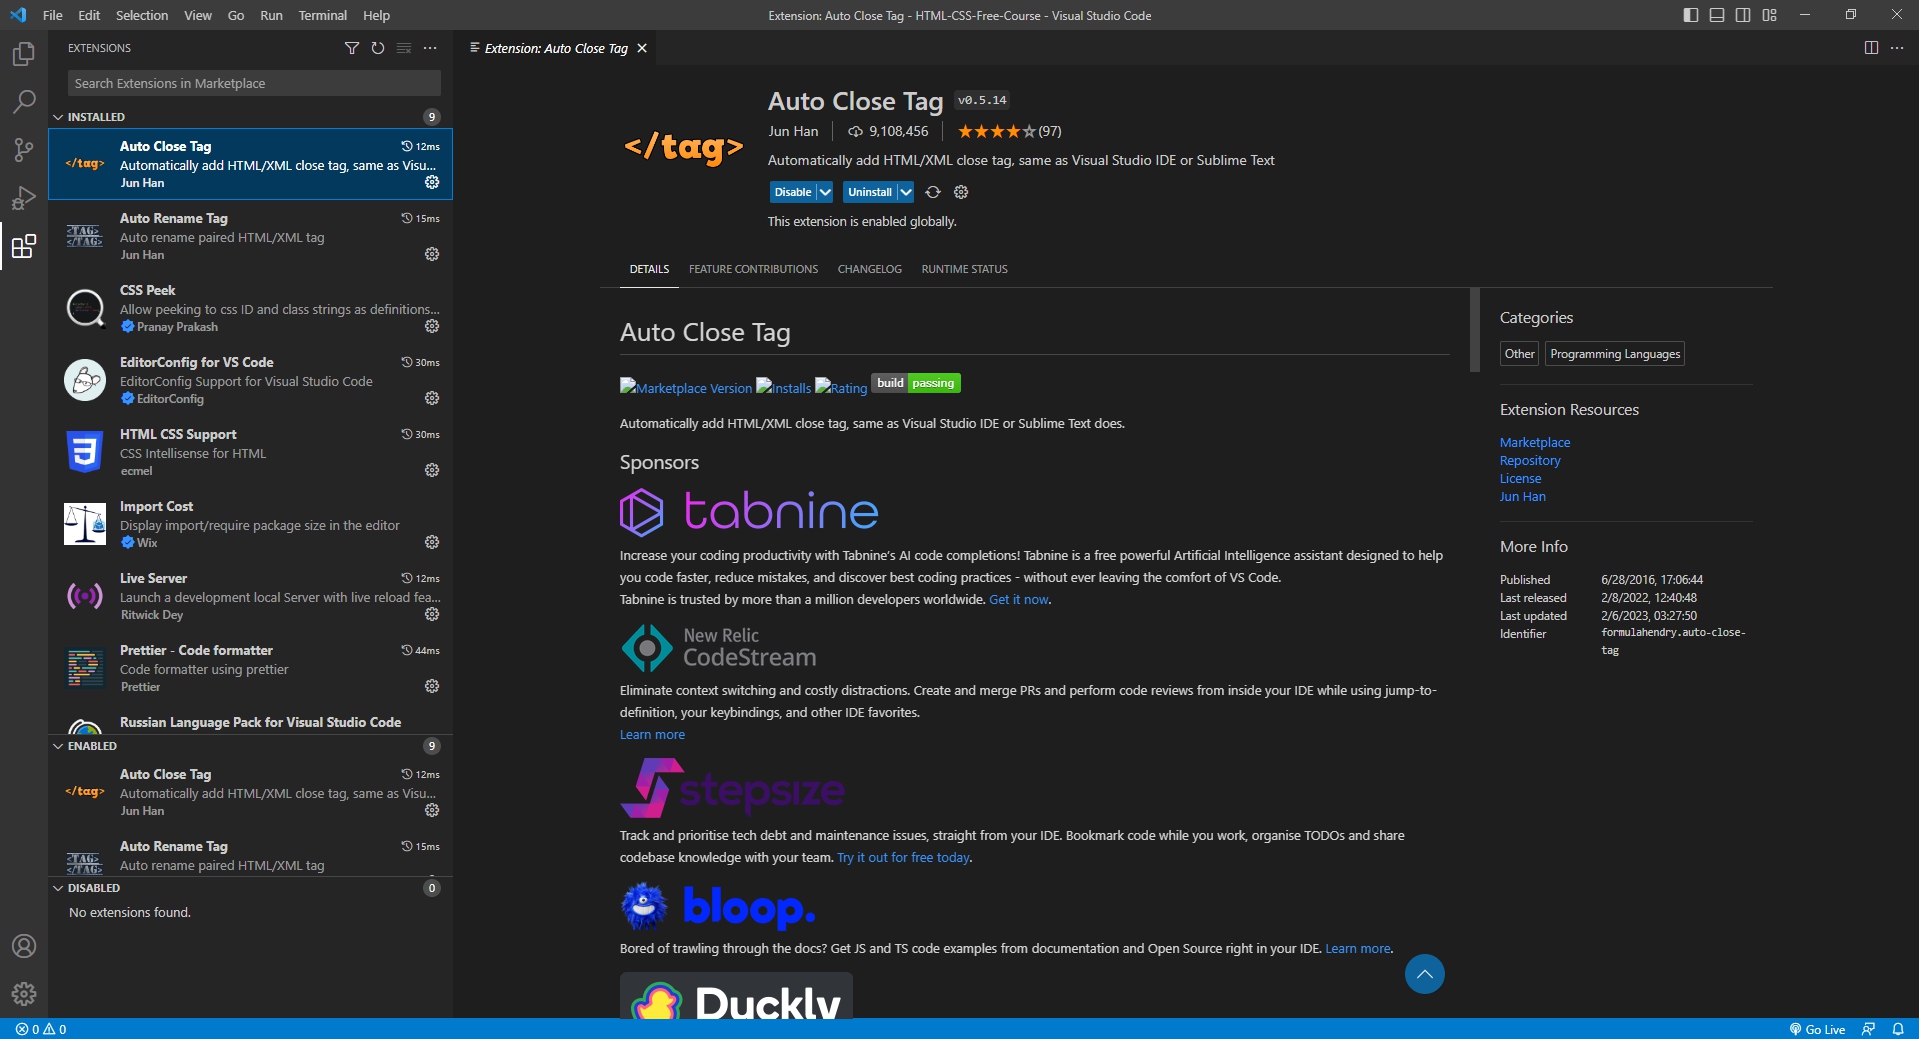 File Edit Selection View Go Run Terminal Help
Extension: Auto Close Tag - HTML-CSS-Free-Course - Visual Studio Code
EXTENSIONS
Search Extensions in Marketplace
INSTALLED 9
</tag>
Auto Close Tag 12ms
Automatically add HTML/XML close tag, same as Visu...
Jun Han
<TAG>
</TAG>
Auto Rename Tag 15ms
Auto rename paired HTML/XML tag
Jun Han
CSS Peek
Allow peeking to css ID and class strings as definitions...
Pranay Prakash
EditorConfig for VS Code 30ms
EditorConfig Support for Visual Studio Code
EditorConfig
3
HTML CSS Support 30ms
CSS Intellisense for HTML
ecmel
Import Cost
Display import/require package size in the editor
Wix
Live Server 12ms
Launch a development local Server with live reload fea...
Ritwick Dey
Prettier - Code formatter 44ms
Code formatter using prettier
Prettier
Russian Language Pack for Visual Studio Code
ENABLED 9
</tag>
Auto Close Tag 12ms
Automatically add HTML/XML close tag, same as Visu...
Jun Han
<TAG>
</TAG>
Auto Rename Tag 15ms
Auto rename paired HTML/XML tag
DISABLED 0
No extensions found.
0 0
Extension: Auto Close Tag
</tag>
Auto Close Tag v0.5.14
Jun Han 9,108,456 (97)
Automatically add HTML/XML close tag, same as Visual Studio IDE or Sublime Text
Disable Uninstall
This extension is enabled globally.
DETAILS FEATURE CONTRIBUTIONS CHANGELOG RUNTIME STATUS
Auto Close Tag
Marketplace Version Installs Rating build passing
Automatically add HTML/XML close tag, same as Visual Studio IDE or Sublime Text does.
Sponsors
tabnine
Increase your coding productivity with Tabnine's AI code completions! Tabnine is a free powerful Artificial Intelligence assistant designed to help
you code faster, reduce mistakes, and discover best coding practices - without ever leaving the comfort of VS Code.
Tabnine is trusted by more than a million developers worldwide. Get it now.
New Relic
CodeStream
Eliminate context switching and costly distractions. Create and merge PRs and perform code reviews from inside your IDE while using jump-to-
definition, your keybindings, and other IDE favorites.
Learn more
stepsize
Track and prioritise tech debt and maintenance issues, straight from your IDE. Bookmark code while you work, organise TODOs and share
codebase knowledge with your team. Try it out for free today.
bloop.
Bored of trawling through the docs? Get JS and TS code examples from documentation and Open Source right in your IDE. Learn more.
Duckly
Categories
Other Programming Languages
Extension Resources
Marketplace
Repository
License
Jun Han
More Info
Published 6/28/2016, 17:06:44
Last released 2/8/2022, 12:40:48
Last updated 2/6/2023, 03:27:50
Identifier formulahendry.auto-close-
tag
Go Live